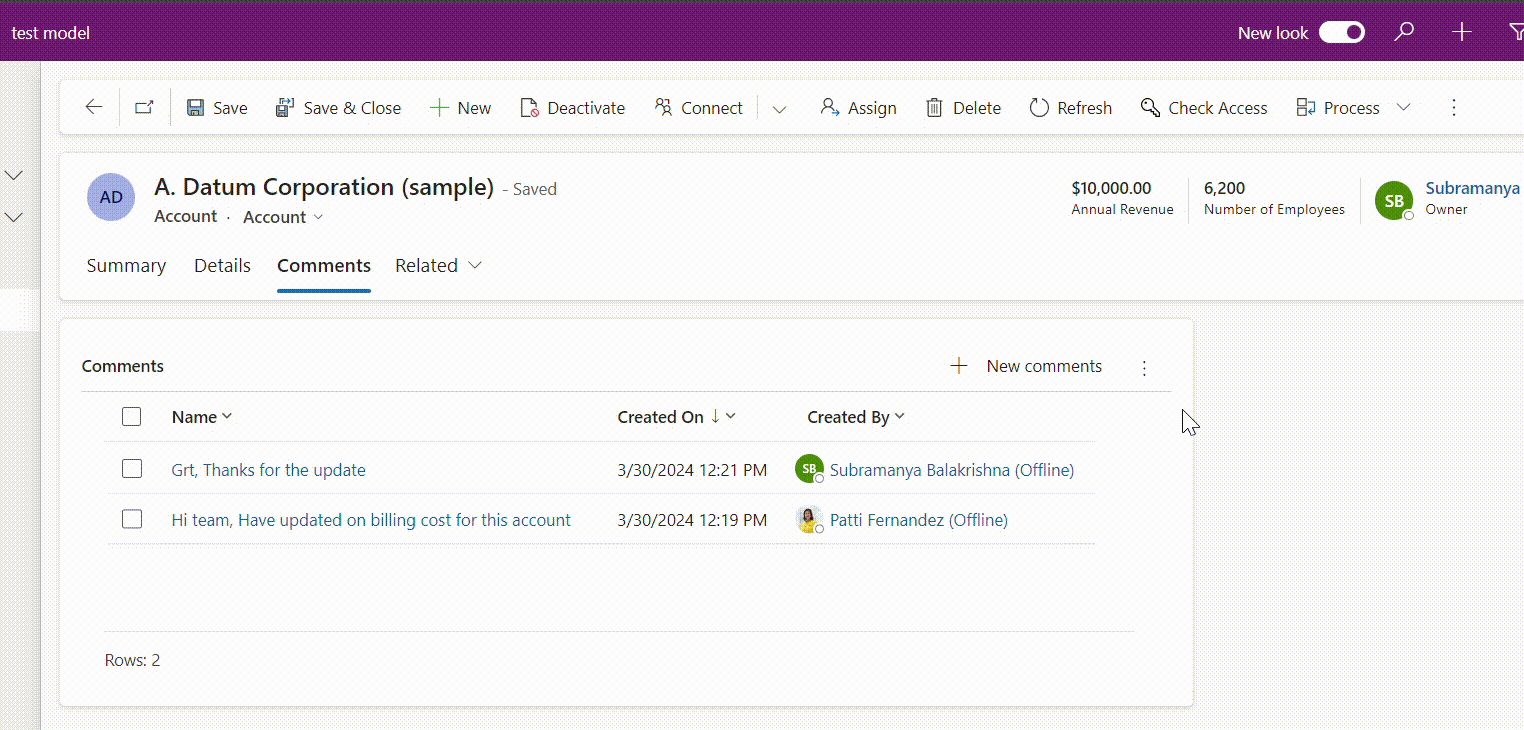 test model New look
Save Save & Close New Deactivate Connect Assign Delete Refresh Check Access Process
AD A. Datum Corporation (sample) - Saved
Account · Account
$10,000.00 6,200 SB Subramanya
Annual Revenue Number of Employees Owner
Summary Details Comments Related
Comments New comments
Name Created On Created By
Grt, Thanks for the update 3/30/2024 12:21 PM SB Subramanya Balakrishna (Offline)
Hi team, Have updated on billing cost for this account 3/30/2024 12:19 PM Patti Fernandez (Offline)
Rows: 2